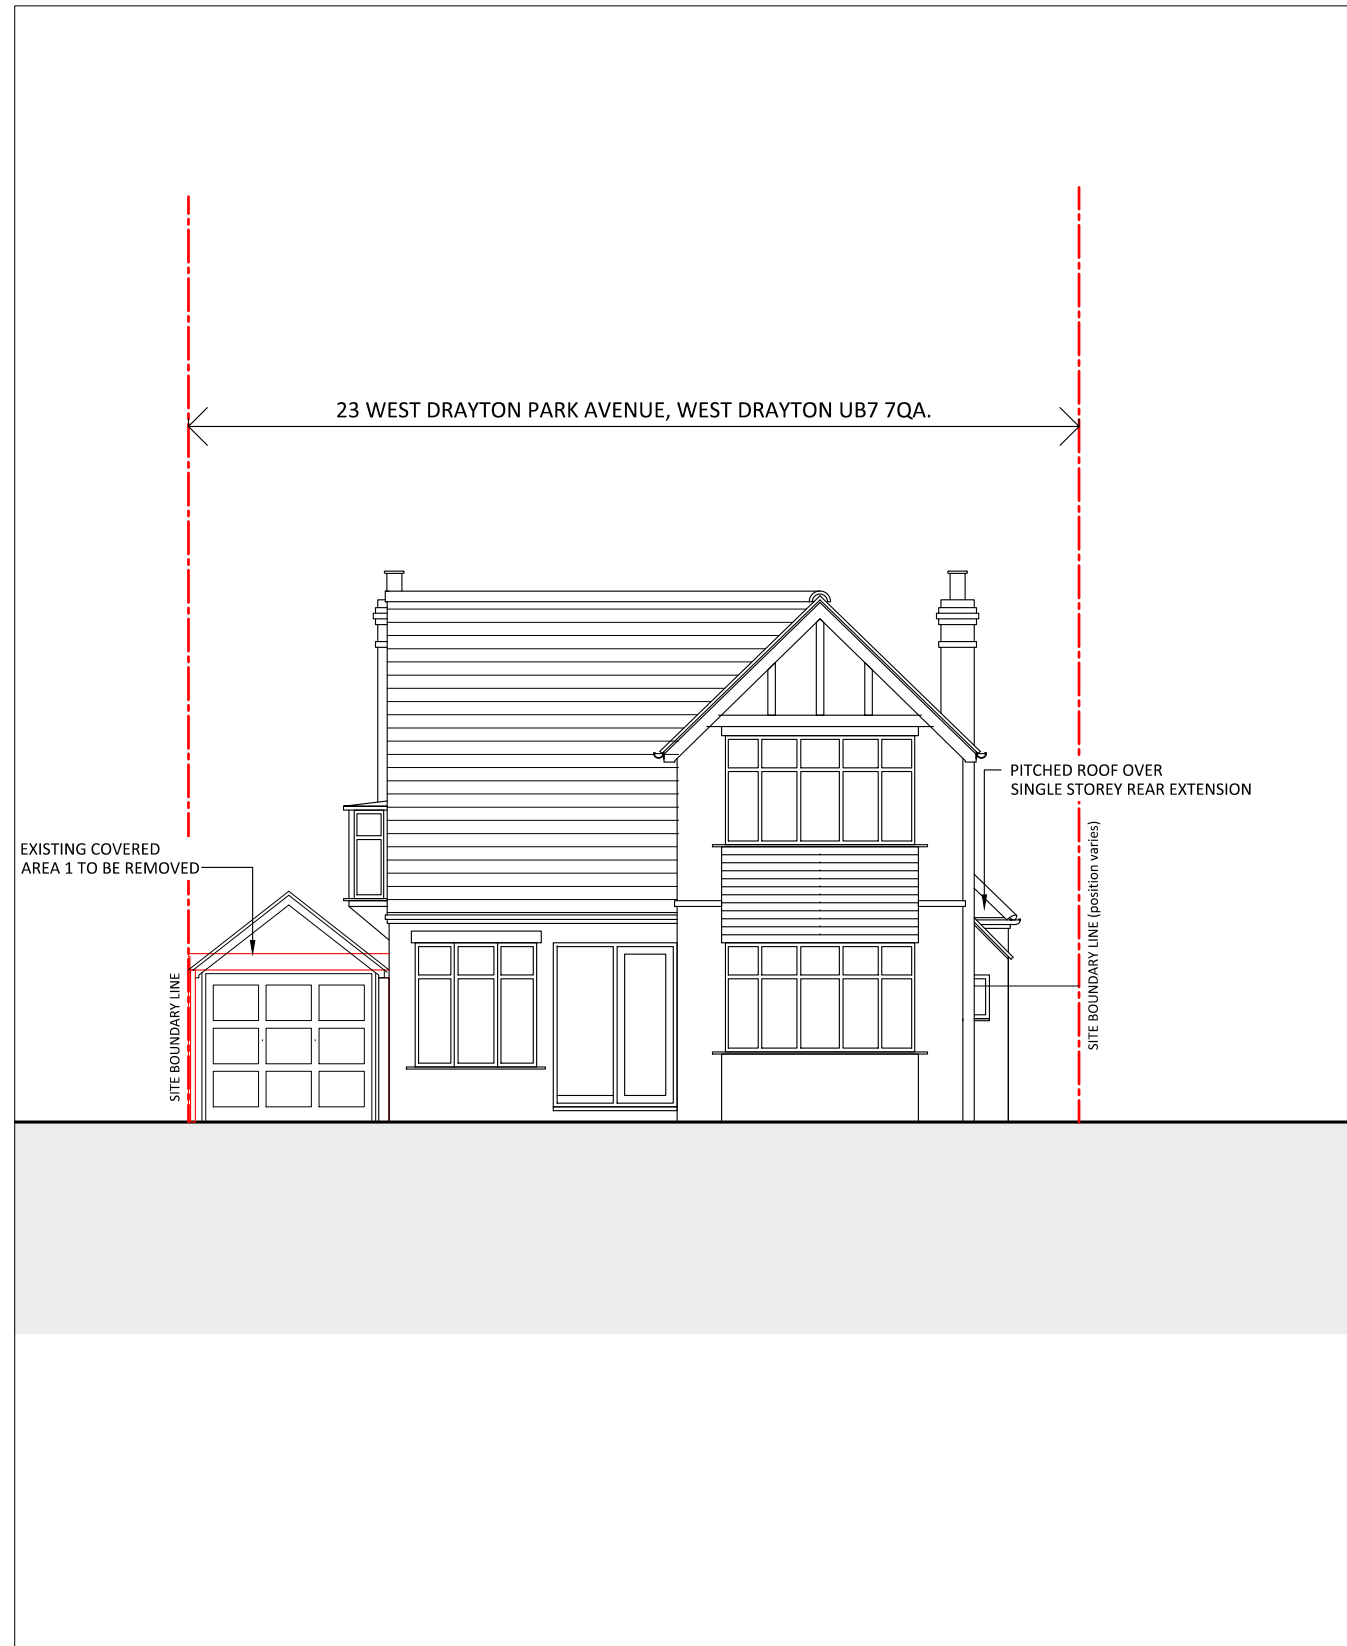 23 WEST DRAYTON PARK AVENUE, WEST DRAYTON UB7 7QA.
PITCHED ROOF OVER
SINGLE STOREY REAR EXTENSION
EXISTING COVERED
AREA 1 TO BE REMOVED
SITE BOUNDARY LINE
SITE BOUNDARY LINE (position varies)